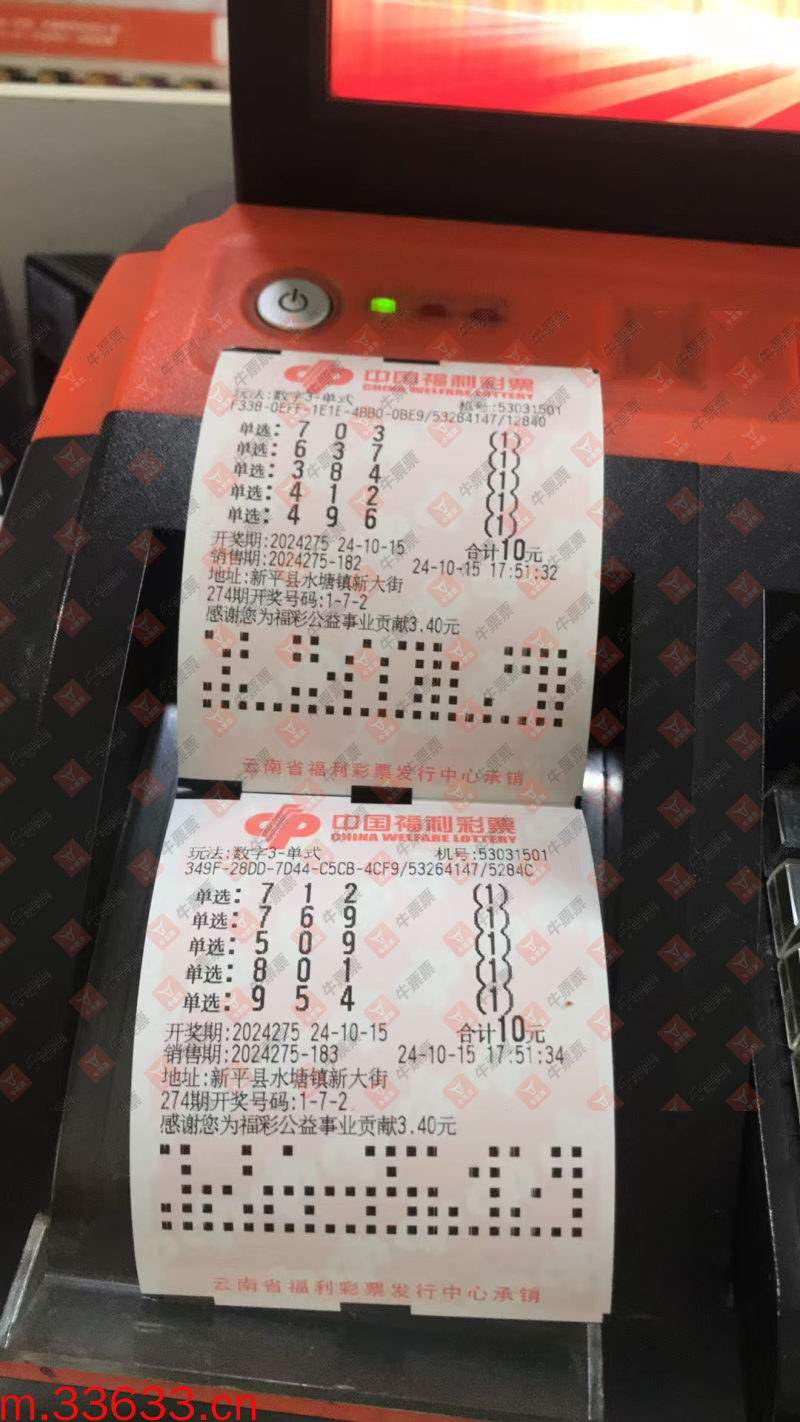 中国福利彩票
CHINA WELFARE LOTTERY
玩法:数字3-单式 机号:53031501
F338-0EFF-1E1E-4BB0-0BE9/53264147/12840
单选: 7 0 3 (1)
单选: 6 3 7 (1)
单选: 3 8 4 (1)
单选: 4 1 2 (1)
单选: 4 9 6 (1)
开奖期:2024275 24-10-15 合计10元
销售期:2024275-182 24-10-15 17:51:32
地址:新平县水塘镇新大街
274期开奖号码:1-7-2
感谢您为福彩公益事业贡献3.40元
云南省福利彩票发行中心承销
中国福利彩票
CHINA WELFARE LOTTERY
玩法:数字3-单式 机号:53031501
349F-28DD-7D44-C5CB-4CF9/53264147/5284C
单选: 7 1 2 (1)
单选: 7 6 9 (1)
单选: 5 0 9 (1)
单选: 8 0 1 (1)
单选: 9 5 4 (1)
开奖期:2024275 24-10-15 合计10元
销售期:2024275-183 24-10-15 17:51:34
地址:新平县水塘镇新大街
274期开奖号码:1-7-2
感谢您为福彩公益事业贡献3.40元
云南省福利彩票发行中心承销
牛票票
m.33633.cn